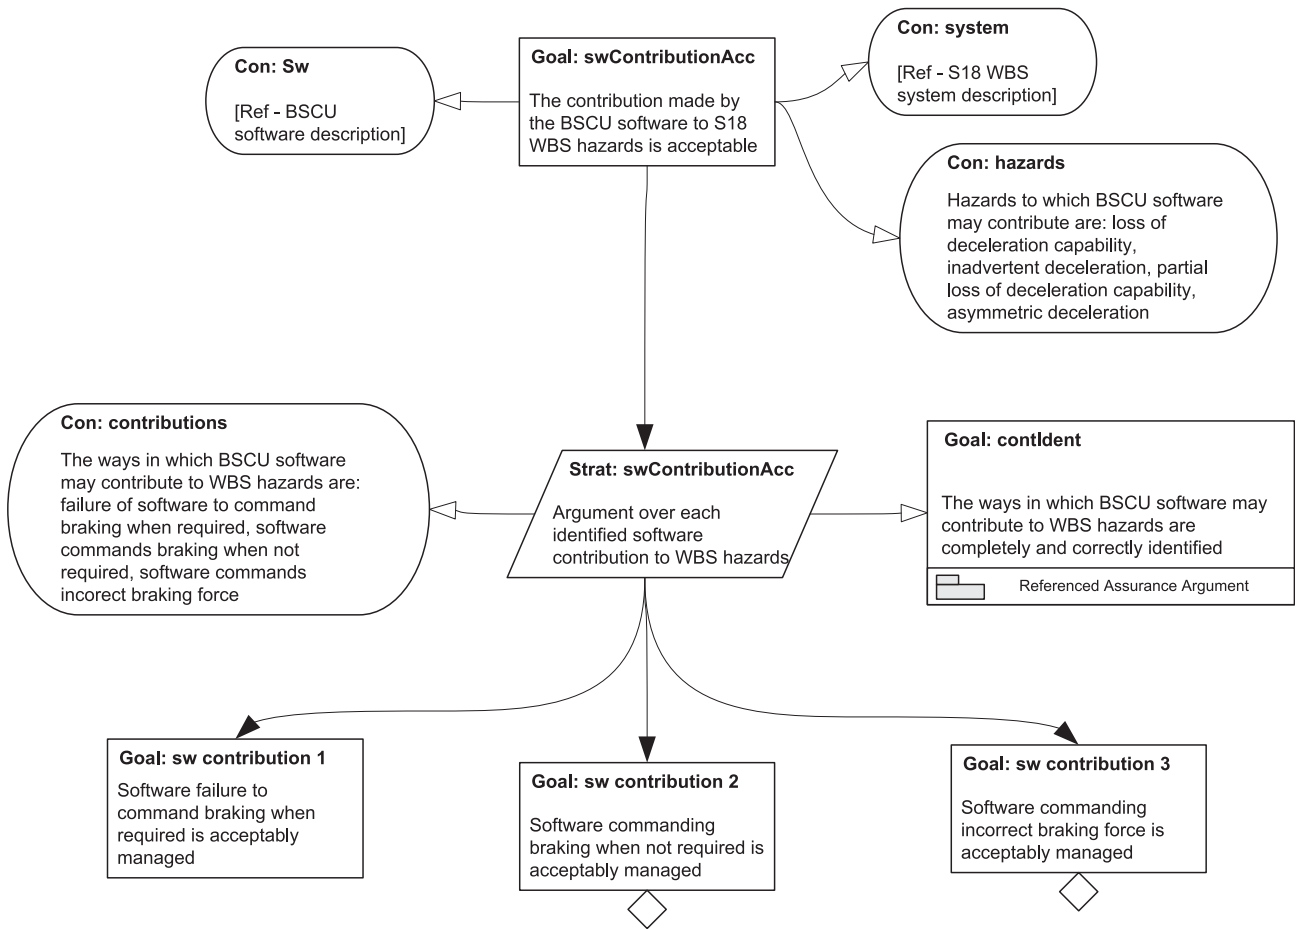 Con: Sw
[Ref - BSCU
software description]
Goal: swContributionAcc
The contribution made by
the BSCU software to S18
WBS hazards is acceptable
Con: system
[Ref - S18 WBS
system description]
Con: hazards
Hazards to which BSCU software
may contribute are: loss of
deceleration capability,
inadvertent deceleration, partial
loss of deceleration capability,
asymmetric deceleration
Con: contributions
The ways in which BSCU software
may contribute to WBS hazards are:
failure of software to command
braking when required, software
commands braking when not
required, software commands
incorect braking force
Strat: swContributionAcc
Argument over each
identified software
contribution to WBS hazards
Goal: contIdent
The ways in which BSCU software may
contribute to WBS hazards are
completely and correctly identified
Referenced Assurance Argument
Goal: sw contribution 1
Software failure to
command braking when
required is acceptably
managed
Goal: sw contribution 2
Software commanding
braking when not required is
acceptably managed
Goal: sw contribution 3
Software commanding
incorrect braking force is
acceptably managed